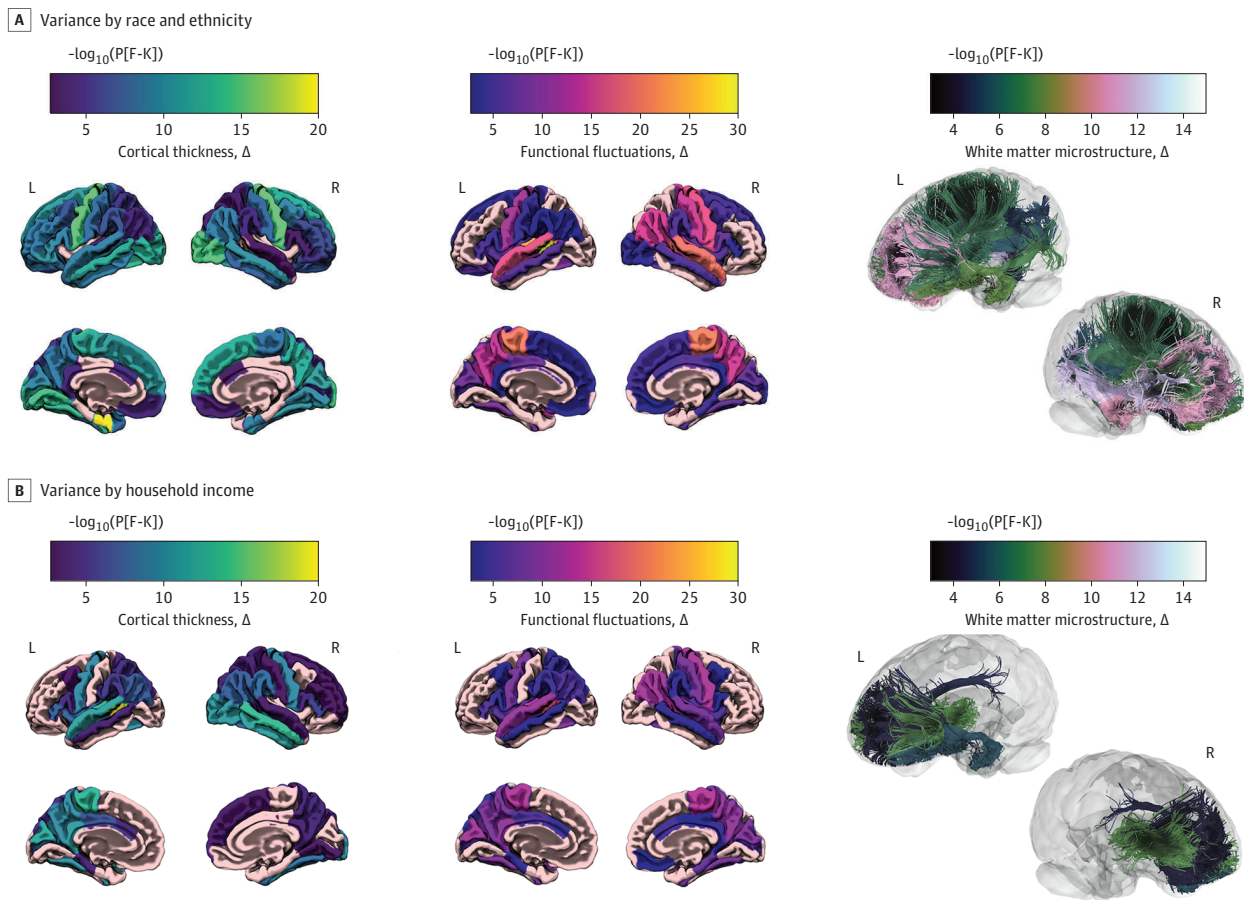 A Variance by race and ethnicity
–log10(P[F-K])
5 10 15 20
Cortical thickness, Δ
L R
–log10(P[F-K])
5 10 15 20 25 30
Functional fluctuations, Δ
L R
–log10(P[F-K])
4 6 8 10 12 14
White matter microstructure, Δ
L
R
B Variance by household income
–log10(P[F-K])
5 10 15 20
Cortical thickness, Δ
L R
–log10(P[F-K])
5 10 15 20 25 30
Functional fluctuations, Δ
L R
–log10(P[F-K])
4 6 8 10 12 14
White matter microstructure, Δ
L
R